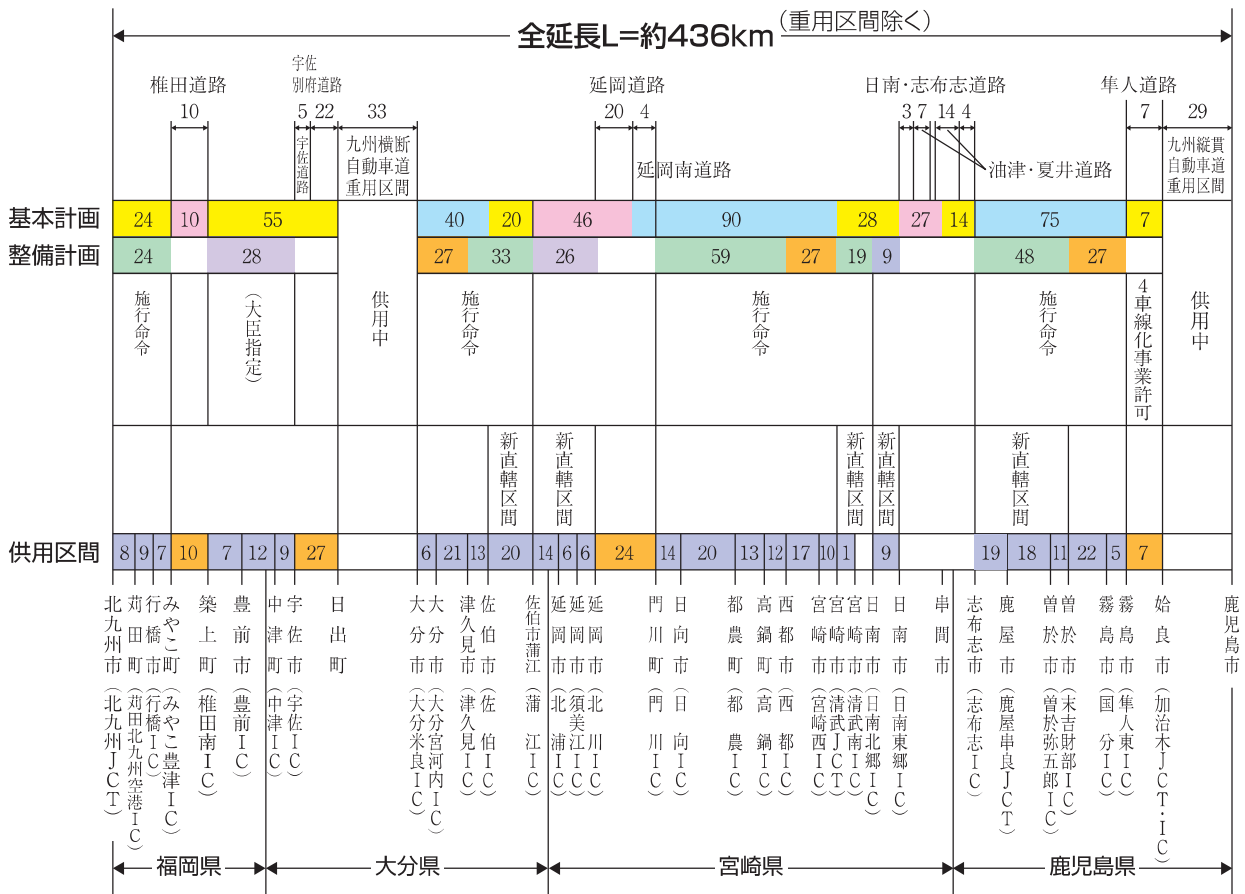 全延長L=約436km(重用区間除く)
椎田道路
10
宇佐
別府道路
5 22
33
延岡道路
20 4
日南・志布志道路
3 7 14 4
隼人道路
7
29
宇佐道路
九州横断
自動車道
重用区間
延岡南道路
油津・夏井道路
九州縦貫
自動車道
重用区間
基本計画 24 10 55 40 20 46 90 28 27 14 75 7
整備計画 24 28 27 33 26 59 27 19 9 48 27
施行命令
(大臣指定)
供用中
施行命令
施行命令
施行命令
4車線化事業許可
供用中
新直轄区間
新直轄区間
新直轄区間
新直轄区間
新直轄区間
供用区間 8 9 7 10 7 12 9 27 6 21 13 20 14 6 6 24 14 20 13 12 17 10 1 9 19 18 11 22 5 7
北九州市(北九州JCT)
苅田町(苅田北九州空港IC)
行橋市(行橋IC)
みやこ町(みやこ豊津IC)
築上町(椎田南IC)
豊前市(豊前IC)
中津町(中津IC)
宇佐市(宇佐IC)
日出町
大分市(大分米良IC)
大分市(大分宮河内IC)
津久見市(津久見IC)
佐伯市(佐伯IC)
佐伯市蒲江(蒲江IC)
延岡市(北浦IC)
延岡市(須美江IC)
延岡市(北川IC)
門川町(門川IC)
日向市(日向IC)
都農町(都農IC)
高鍋町(高鍋IC)
西都市(西都IC)
宮崎市(宮崎西IC)
宮崎市(清武JCT)
宮崎市(清武南IC)
日南市(日南北郷IC)
日南市(日南東郷IC)
串間市
志布志市(志布志IC)
鹿屋市(鹿屋串良JCT)
曽於市(曽於弥五郎IC)
曽於市(末吉財部IC)
霧島市(国分IC)
霧島市(隼人東IC)
姶良市(加治木JCT・IC)
鹿児島市
福岡県
大分県
宮崎県
鹿児島県